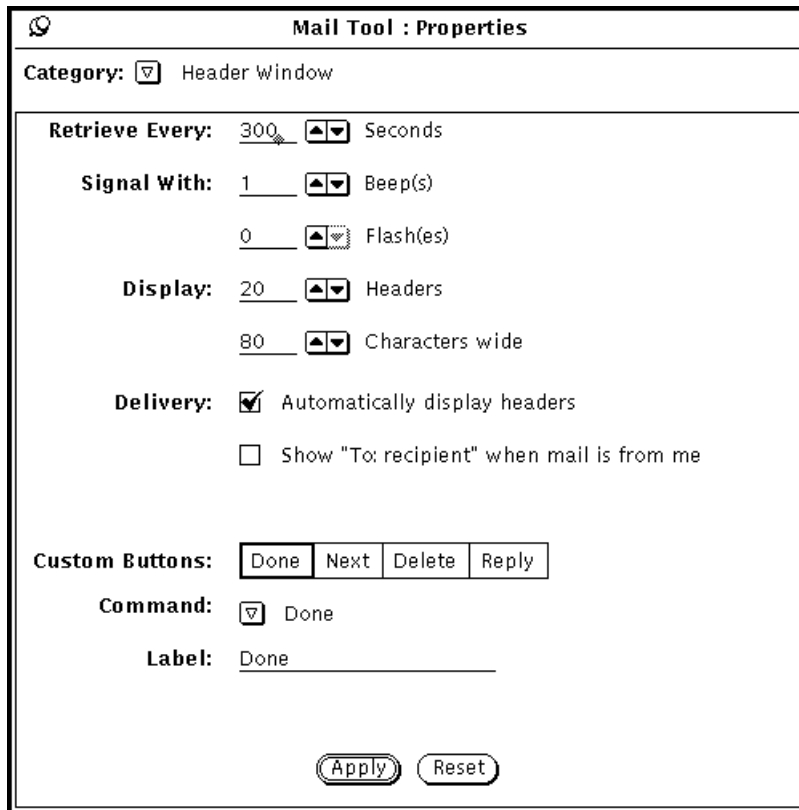 Mail Tool : Properties
Category: Header Window
Retrieve Every: 300 Seconds
Signal With: 1 Beep(s)
0 Flash(es)
Display: 20 Headers
80 Characters wide
Delivery: Automatically display headers
Show "To: recipient" when mail is from me
Custom Buttons: Done Next Delete Reply
Command: Done
Label: Done
Apply Reset